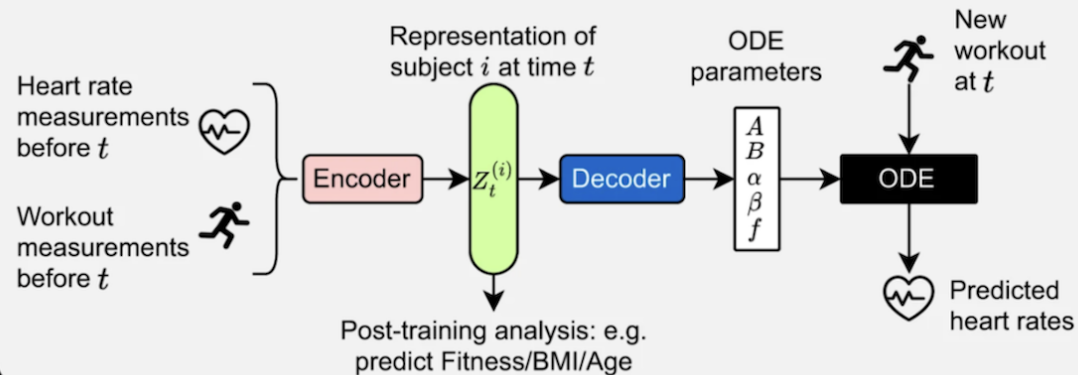 Heart rate
measurements
before t
Workout
measurements
before t
Encoder
Representation of
subject i at time t
Z_t^{(i)}
Post-training analysis: e.g.
predict Fitness/BMI/Age
Decoder
ODE
parameters
A
B
α
β
f
New
workout
at t
ODE
Predicted
heart rates